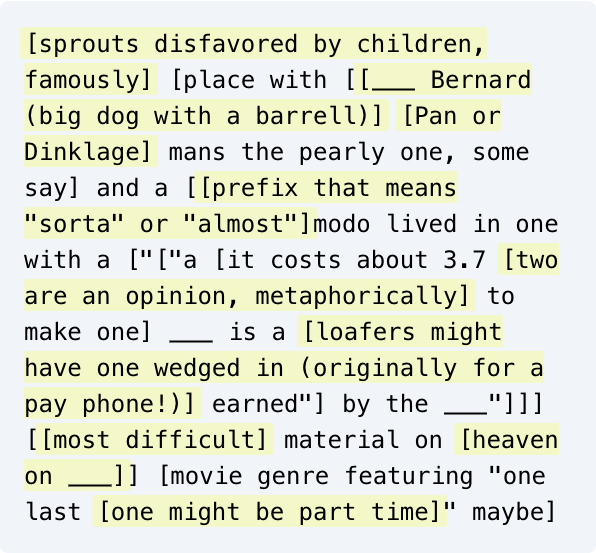 [sprouts disfavored by children,
famously] [place with [[___ Bernard
(big dog with a barrell)] [Pan or
Dinklage] mans the pearly one, some
say] and a [[prefix that means
"sorta" or "almost"]modo lived in one
with a ["["a [it costs about 3.7 [two
are an opinion, metaphorically] to
make one] ___ is a [loafers might
have one wedged in (originally for a
pay phone!)] earned"] by the ___"]]]
[[most difficult] material on [heaven
on ___]] [movie genre featuring "one
last [one might be part time]" maybe]